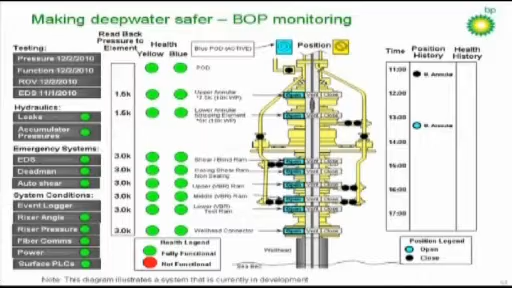 Making deepwater safer – BOP monitoring
bp
Testing:
Pressure 12/2/2010
Function 12/2/2010
ROV 12/2/2010
EDS 11/1/2010
Hydraulics:
Leaks
Accumulator
Pressures
Emergency Systems:
EDS
Deadman
Auto shear
System Conditions:
Event Logger
Riser Angle
Riser Pressure
Fiber Comms
Power
Surface PLCs
Read Back
Pressure to
Element
Health
Yellow
Blue
1.5k
1.5k
3.0k
3.0k
3.0k
3.0k
3.0k
3.0k
Health Legend
Fully Functional
Not Functional
Blue POD (ACTIVE)
Position
POD
Upper Annular
Lower Annular
Stripping Element
Shear / Blind Ram
Casing Shear Ram
Non Sealing
Upper (VBR) Ram
Middle (VBR) Ram
Lower (VBR)
Test Ram
Wellhead Connector
Wellhead
Sea Bed
Open
Close
Time
Position
History
Health
History
11:00
12:00
13:00
14:00
15:00
16:00
17:00
Position Legend
Open
Close
Note: This diagram illustrates a system that is currently in development